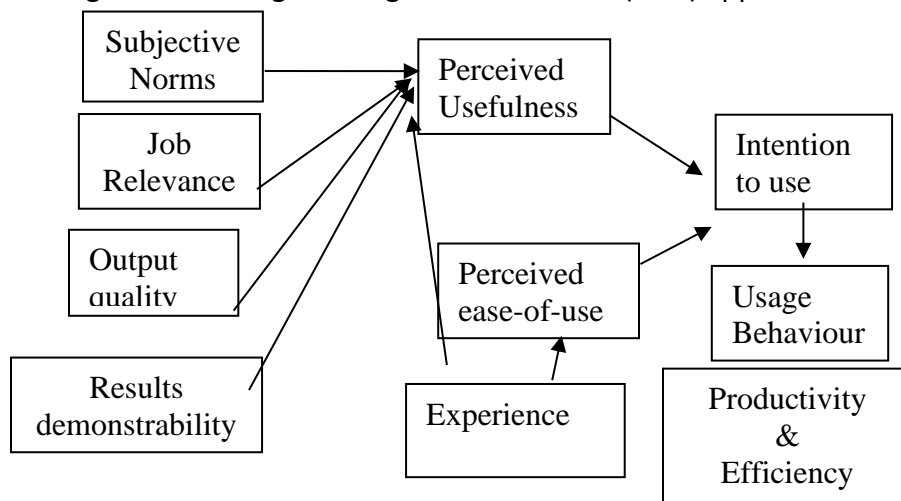 Subjective
Norms
Perceived
Usefulness
Job
Relevance
Intention
to use
Output
quality
Perceived
ease-of-use
Usage
Behaviour
Results
demonstrability
Experience
Productivity
&
Efficiency